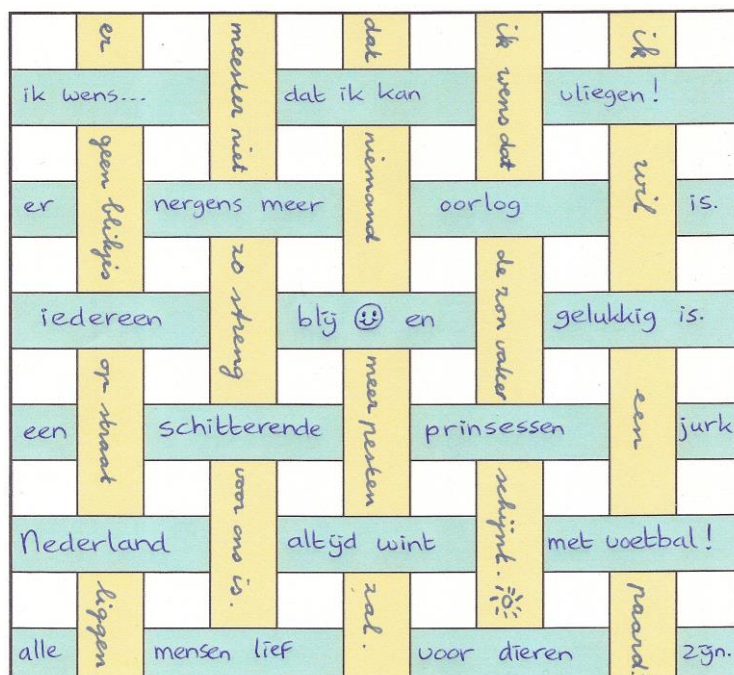 ik wens... dat ik kan vliegen!
er nergens meer oorlog is.
iedereen blij en gelukkig is.
een schitterende prinsessen jurk
Nederland altijd wint met voetbal!
alle mensen lief voor dieren zijn.
er geen blikjes op straat liggen
meester niet zo streng voor ons is.
dat niemand meer pesten zal.
ik wens dat de zon vaker schijnt.
ik wil een paard.